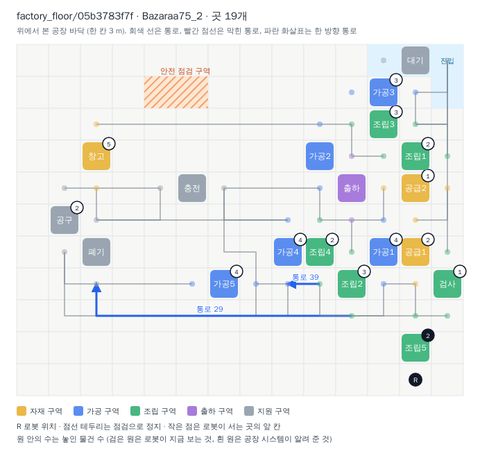 factory_floor/05b3783f7f · Bazaraa75_2 · 곳 19개
위에서 본 공장 바닥 (한 칸 3 m). 회색 선은 통로, 빨간 점선은 막힌 통로, 파란 화살표는 한 방향 통로
안전 점검 구역
대기
진입
가공3
3
조립3
3
창고
5
가공2
조립1
2
충전
출하
공급2
1
공구
2
폐기
가공4
4
조립4
2
가공1
4
공급1
2
통로 39
가공5
4
조립2
3
검사
1
통로 29
조립5
2
R
자재 구역
가공 구역
조립 구역
출하 구역
지원 구역
R 로봇 위치 · 점선 테두리는 점검으로 정지 · 작은 점은 로봇이 서는 곳의 앞 칸
원 안의 수는 놓인 물건 수 (검은 원은 로봇이 지금 보는 것, 흰 원은 공장 시스템이 알려 준 것)